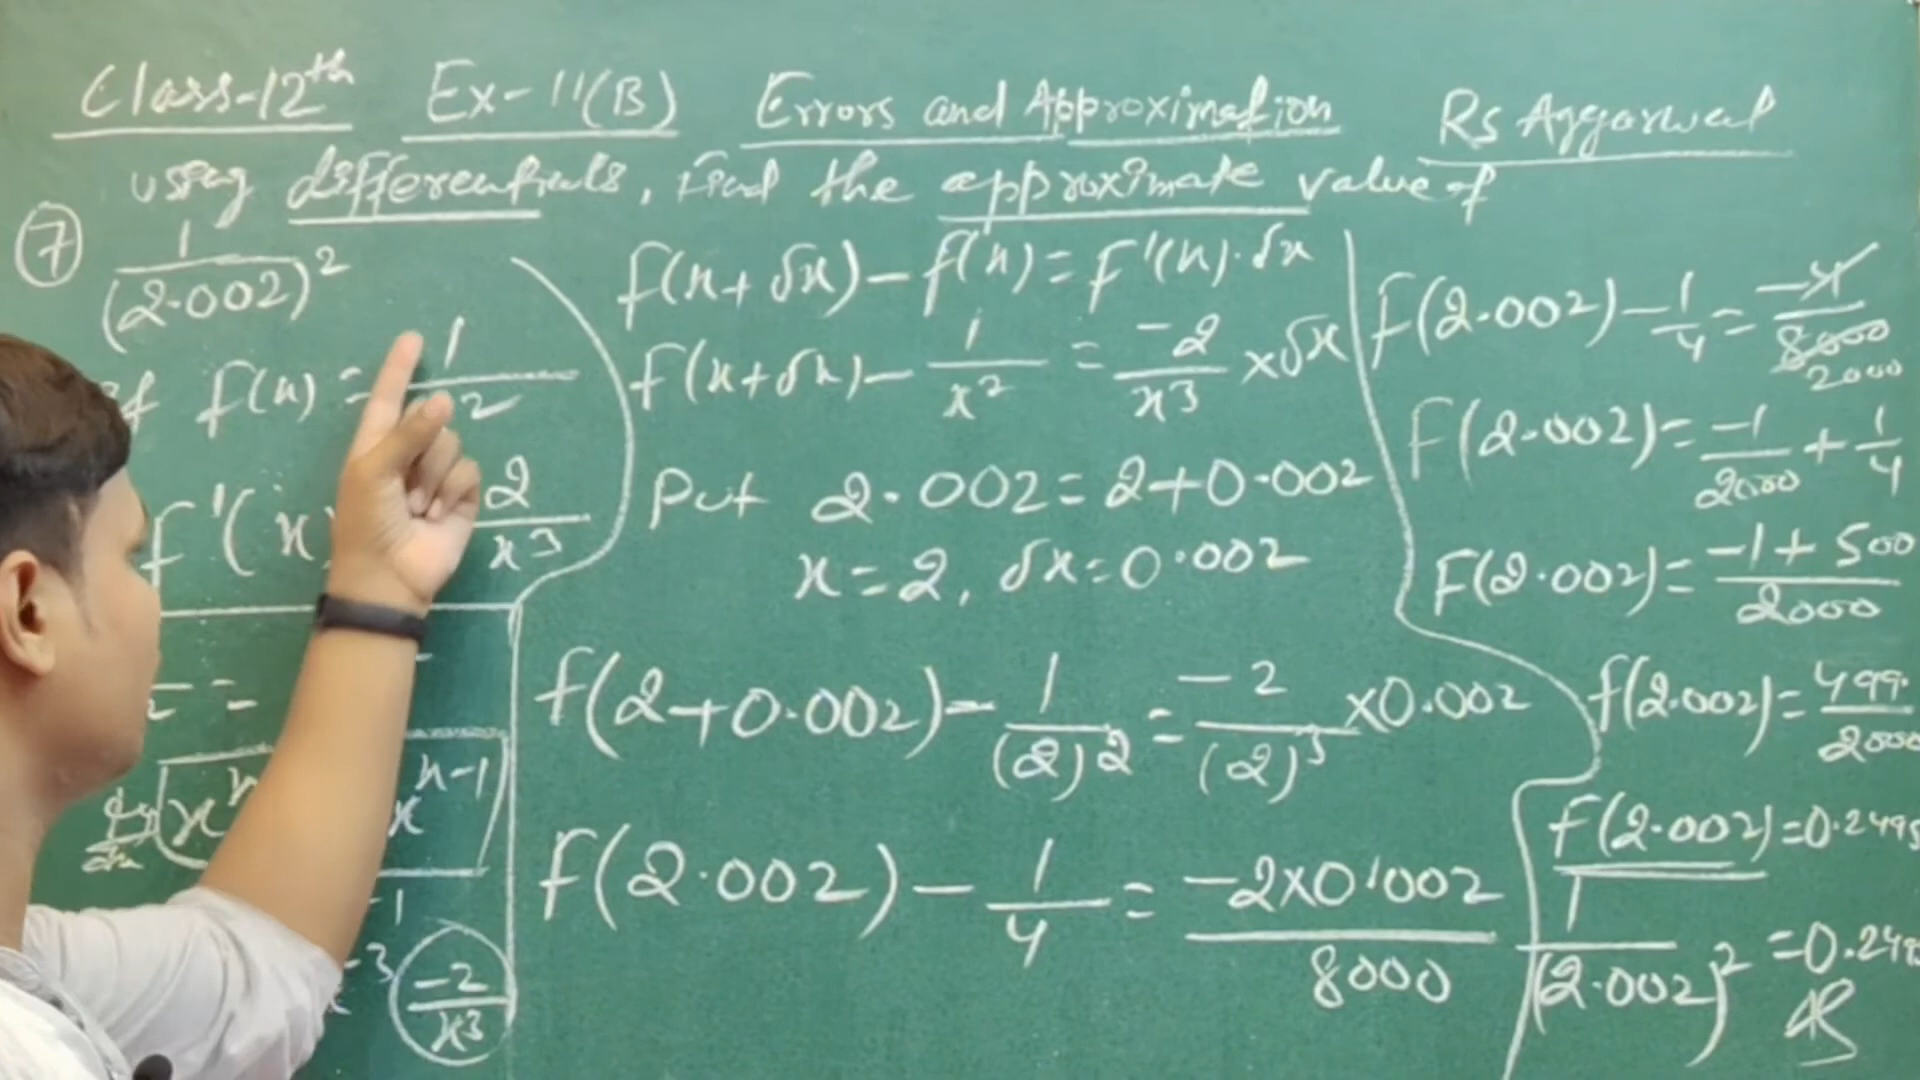 Class-12th Ex-11(B) Errors and Approximation Rs Aggarwal
using differentials, Find the approximate value of
7
1/(2.002)²
if f(x) = 1/x²
f'(x) 2/x³
x^n x^n-1
-1
-3
-2/x³
f(x+δx) - f(x) = f'(x).δx
f(x+δx) - 1/x² = -2/x³ ×δx
Put 2.002 = 2+0.002
x = 2, δx = 0.002
f(2+0.002) - 1/(2)² = -2/(2)³ ×0.002
f(2.002) - 1/4 = -2×0.002/8000
F(2.002) - 1/4 = -4/8000 2000
F(2.002) = -1/2000 + 1/4
F(2.002) = -1+500/2000
f(2.002) = 499/2000
F(2.002) = 0.2495
1/(2.002)² = 0.249